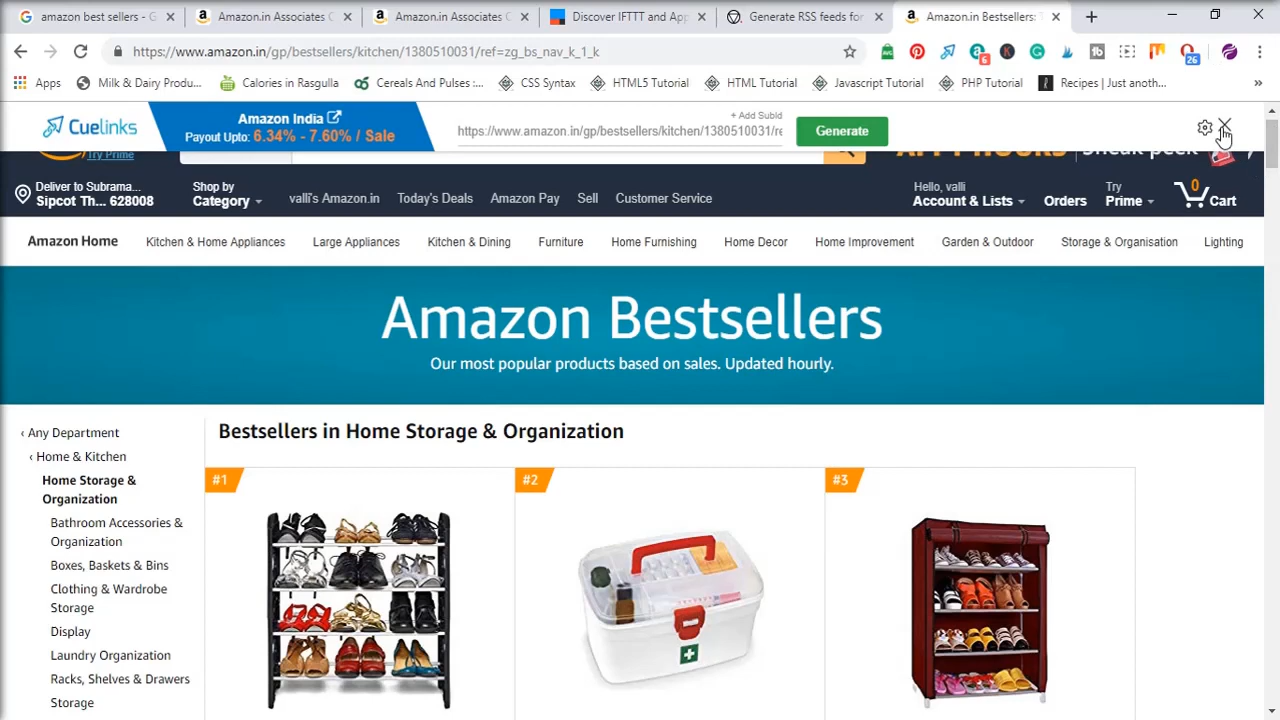 amazon best sellers - G
Amazon.in Associates C
Amazon.in Associates C
Discover IFTTT and App
Generate RSS feeds for
Amazon.in Bestsellers:
https://www.amazon.in/gp/bestsellers/kitchen/1380510031/ref=zg_bs_nav_k_1_k
6
26
Apps
Milk & Dairy Produ...
Calories in Rasgulla
Cereals And Pulses -...
CSS Syntax
HTML5 Tutorial
HTML Tutorial
Javascript Tutorial
PHP Tutorial
Recipes | Just anoth...
Cuelinks
Amazon India
Payout Upto: 6.34% - 7.60% / Sale
+ Add SubId
https://www.amazon.in/gp/bestsellers/kitchen/1380510031/re
Generate
Try Prime
Sneak peek
Deliver to Subrama...
Sipcot Th... 628008
Shop by
Category
valli's Amazon.in
Today's Deals
Amazon Pay
Sell
Customer Service
Hello, valli
Account & Lists
Orders
Try
Prime
0
Cart
Amazon Home
Kitchen & Home Appliances
Large Appliances
Kitchen & Dining
Furniture
Home Furnishing
Home Decor
Home Improvement
Garden & Outdoor
Storage & Organisation
Lighting
Amazon Bestsellers
Our most popular products based on sales. Updated hourly.
‹ Any Department
‹ Home & Kitchen
Home Storage &
Organization
Bathroom Accessories &
Organization
Boxes, Baskets & Bins
Clothing & Wardrobe
Storage
Display
Laundry Organization
Racks, Shelves & Drawers
Storage
Bestsellers in Home Storage & Organization
#1
#2
#3